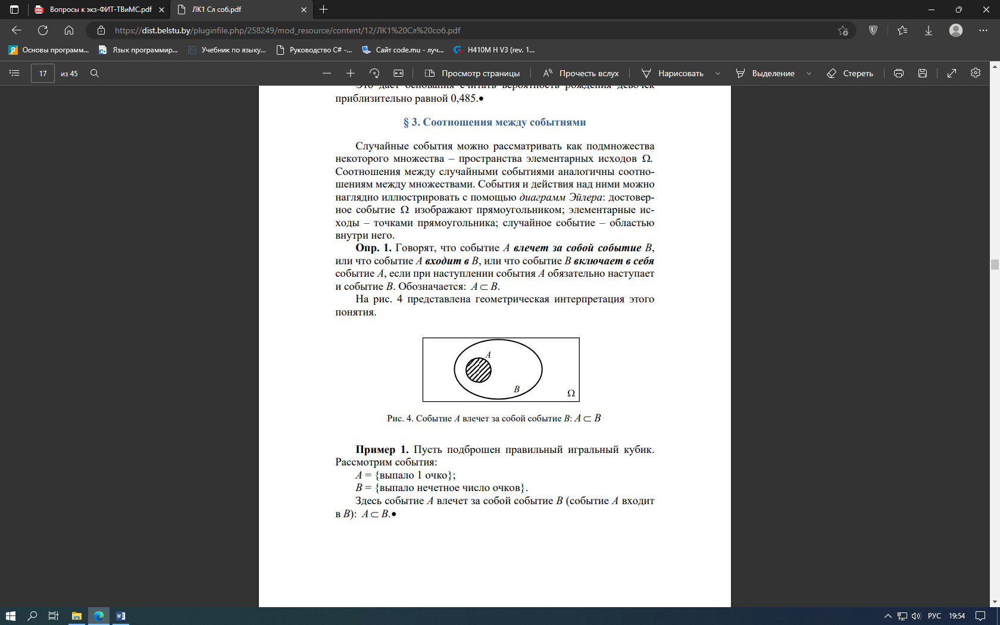 Вопросы к экз-ФИТ-ТВиМС.pdf
ЛК1 Сл соб.pdf
https://dist.belstu.by/pluginfile.php/258249/mod_resource/content/12/ЛК1%20Сл%20соб.pdf
Основы программ... Язык программир... Учебник по языку... Руководство C# -... Сайт code.mu - луч... H410M H V3 (rev. 1...
17 из 45 Просмотр страницы Прочесть вслух Нарисовать Выделение Стереть
Это дает основания считать вероятность рождения девочек
приблизительно равной 0,485.●
§ 3. Соотношения между событиями
Случайные события можно рассматривать как подмножества
некоторого множества – пространства элементарных исходов Ω.
Соотношения между случайными событиями аналогичны соотно-
шениям между множествами. События и действия над ними можно
наглядно иллюстрировать с помощью диаграмм Эйлера: достовер-
ное событие Ω изображают прямоугольником; элементарные ис-
ходы – точками прямоугольника; случайное событие – областью
внутри него.
Опр. 1. Говорят, что событие A влечет за собой событие B,
или что событие A входит в B, или что событие B включает в себя
событие A, если при наступлении события A обязательно наступает
и событие B. Обозначается: A ⊂ B.
На рис. 4 представлена геометрическая интерпретация этого
понятия.
A
B
Ω
Рис. 4. Событие A влечет за собой событие B: A ⊂ B
Пример 1. Пусть подброшен правильный игральный кубик.
Рассмотрим события:
A = {выпало 1 очко};
B = {выпало нечетное число очков}.
Здесь событие A влечет за собой событие B (событие A входит
в B): A ⊂ B.●
РУС 19:54